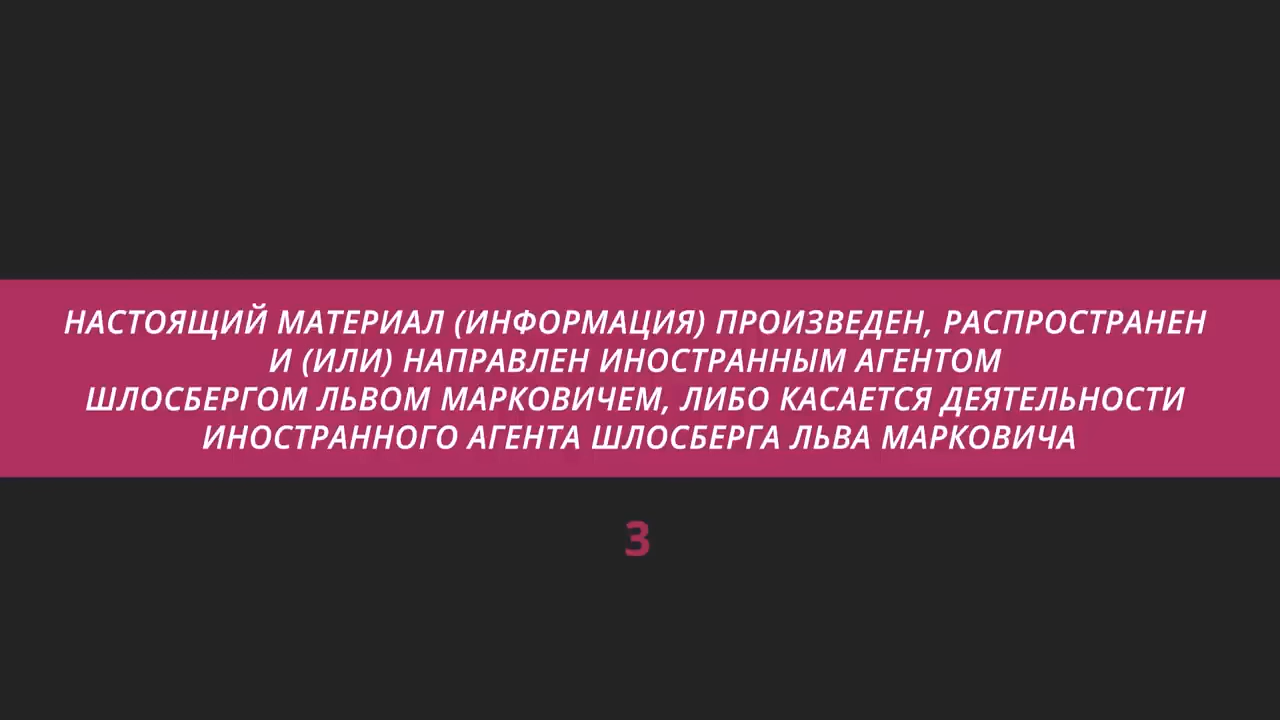 НАСТОЯЩИЙ МАТЕРИАЛ (ИНФОРМАЦИЯ) ПРОИЗВЕДЕН, РАСПРОСТРАНЕН
И (ИЛИ) НАПРАВЛЕН ИНОСТРАННЫМ АГЕНТОМ
ШЛОСБЕРГОМ ЛЬВОМ МАРКОВИЧЕМ, ЛИБО КАСАЕТСЯ ДЕЯТЕЛЬНОСТИ
ИНОСТРАННОГО АГЕНТА ШЛОСБЕРГА ЛЬВА МАРКОВИЧА
3